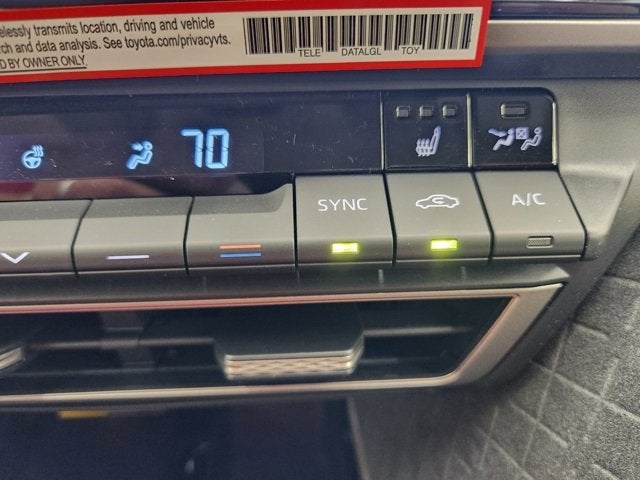 elessly transmits location, driving and vehicle
rch and data analysis. See toyota.com/privacyvts.
D BY OWNER ONLY.
TELE DATALGL TOY
70
SYNC
A/C